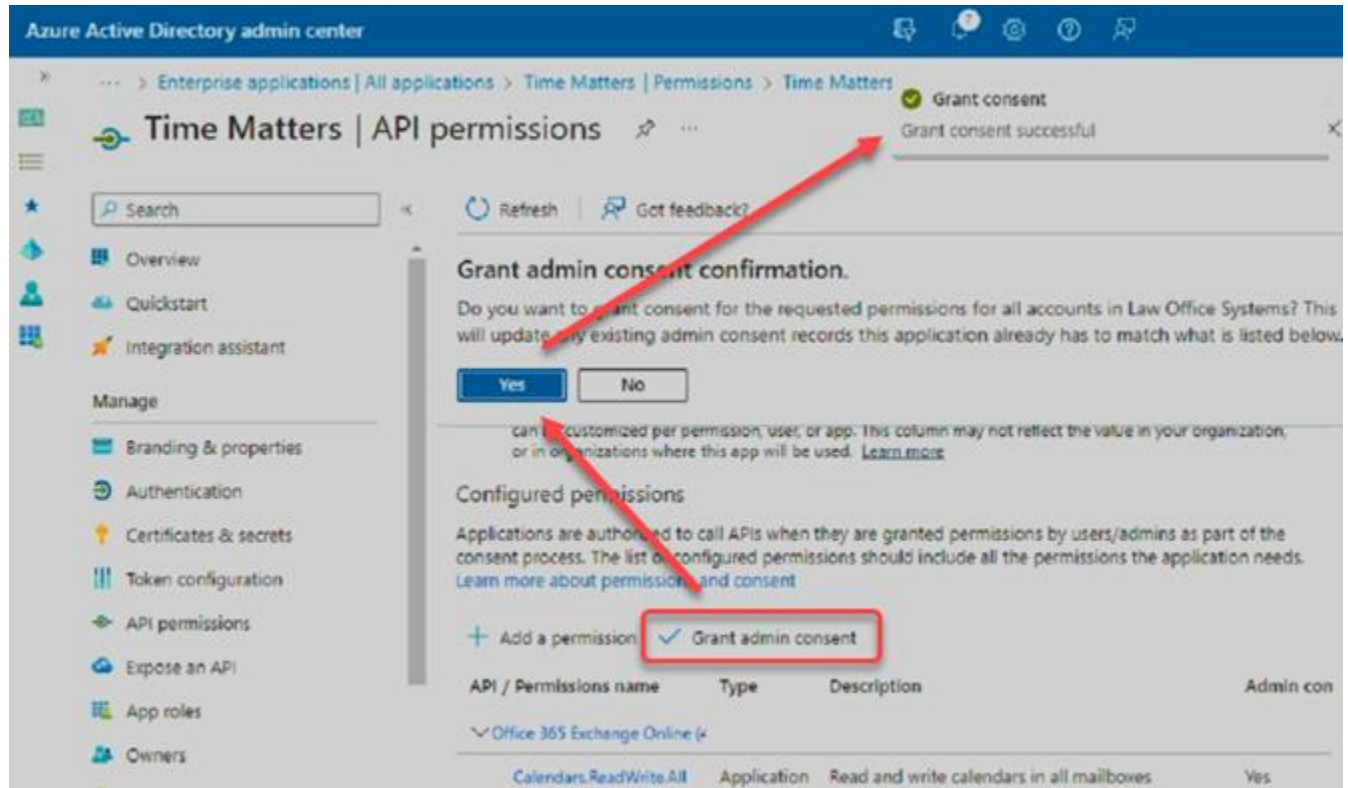 Azure Active Directory admin center
··· > Enterprise applications | All applications > Time Matters | Permissions > Time Matters
Grant consent
Grant consent successful
Time Matters | API permissions
Search
Refresh
Got feedback?
Overview
Quickstart
Integration assistant
Manage
Branding & properties
Authentication
Certificates & secrets
Token configuration
API permissions
Expose an API
App roles
Owners
Grant admin consent confirmation.
Do you want to grant consent for the requested permissions for all accounts in Law Office Systems? This
will update any existing admin consent records this application already has to match what is listed below.
Yes
No
can be customized per permission, user, or app. This column may not reflect the value in your organization,
or in organizations where this app will be used. Learn more
Configured permissions
Applications are authorized to call APIs when they are granted permissions by users/admins as part of the
consent process. The list of configured permissions should include all the permissions the application needs.
Learn more about permissions and consent
Add a permission
Grant admin consent
API / Permissions name Type Description Admin con
Office 365 Exchange Online (
Calendars.ReadWrite.All Application Read and write calendars in all mailboxes Yes